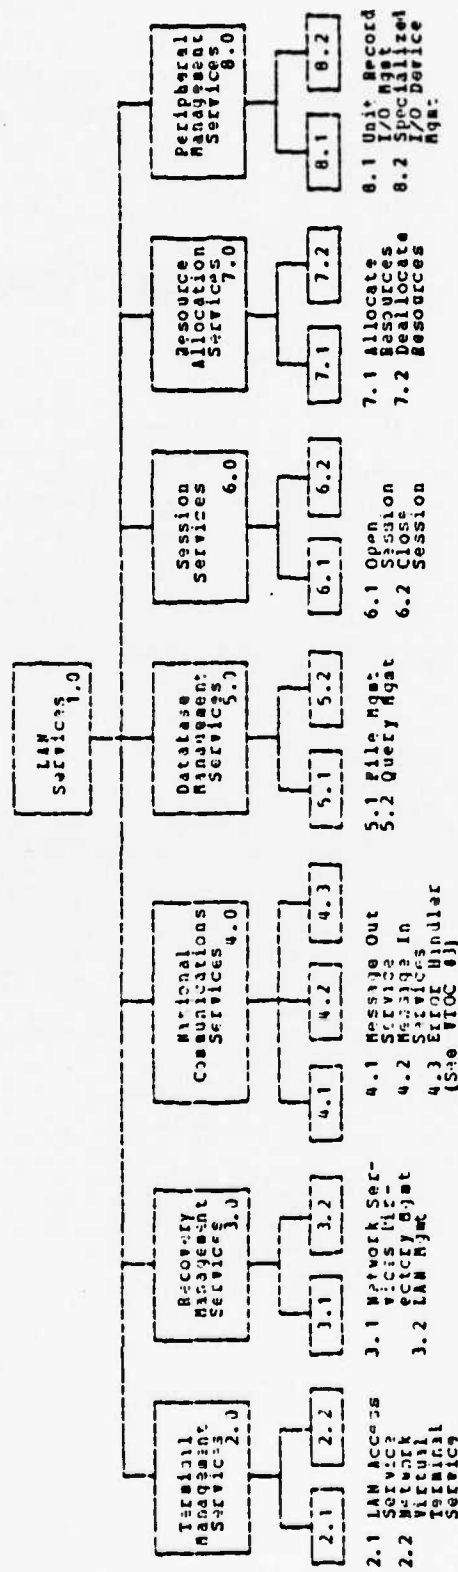 LAN
Services
1.0
Terminal
Management
Services
2.0
Recovery
Management
Services
3.0
National
Communications
Services
4.0
Database
Management
Services
5.0
Session
Services
6.0
Resource
Allocation
Services
7.0
Peripheral
Management
Services
8.0
2.1
2.2
3.1
3.2
4.1
4.2
4.3
5.1
5.2
6.1
6.2
7.1
7.2
8.1
8.2
2.1 LAN Access
Service
2.2 Network
Virtual
Terminal
Service
3.1 Network Ser-
vices Dir-
ectory Mgmt
3.2 LAN Mgmt
4.1 Message Out
Service
4.2 Message In
Services
4.3 Error Handler
(See VTOC #3)
5.1 File Mgmt
5.2 Query Mgmt
6.1 Open
Session
6.2 Close
Session
7.1 Allocate
Resources
7.2 Deallocate
Resources
8.1 Unit Record
I/O Mgmt
8.2 Specialized
I/O Device
Mgmt